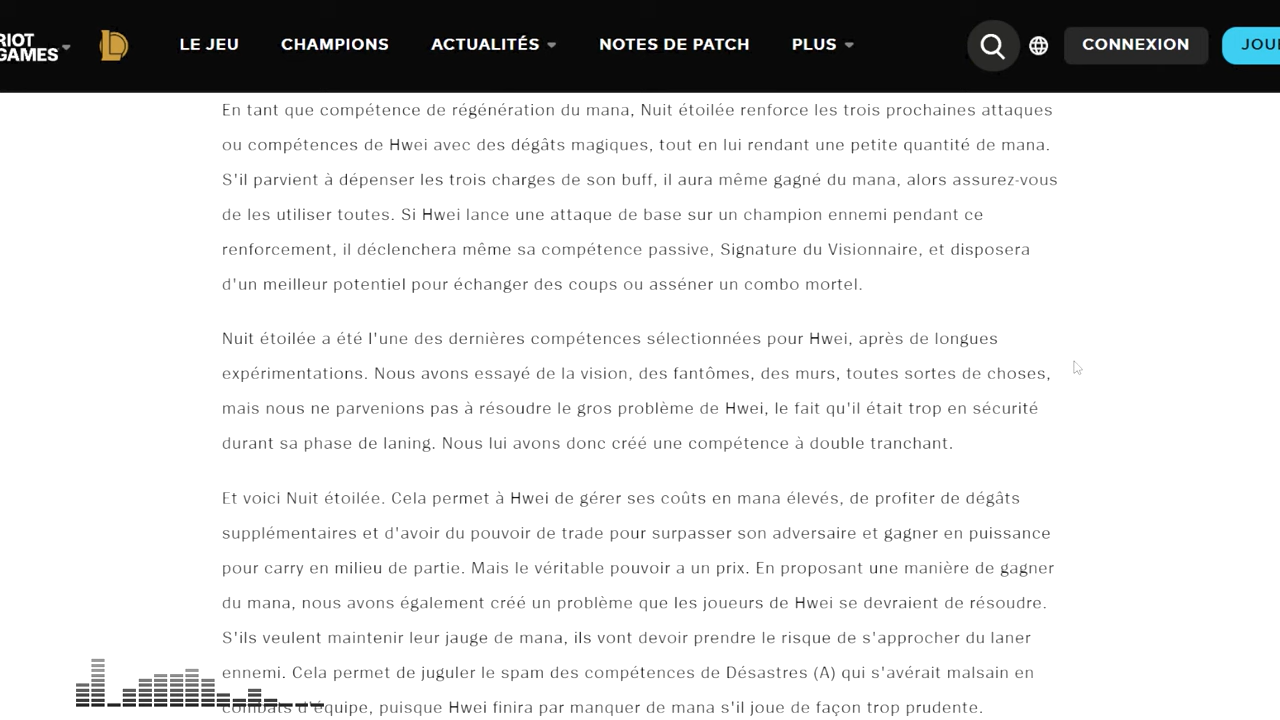 RIOT GAMES
LE JEU
CHAMPIONS
ACTUALITÉS
NOTES DE PATCH
PLUS
CONNEXION
JOUE
En tant que compétence de régénération du mana, Nuit étoilée renforce les trois prochaines attaques
ou compétences de Hwei avec des dégâts magiques, tout en lui rendant une petite quantité de mana.
S'il parvient à dépenser les trois charges de son buff, il aura même gagné du mana, alors assurez-vous
de les utiliser toutes. Si Hwei lance une attaque de base sur un champion ennemi pendant ce
renforcement, il déclenchera même sa compétence passive, Signature du Visionnaire, et disposera
d'un meilleur potentiel pour échanger des coups ou asséner un combo mortel.
Nuit étoilée a été l'une des dernières compétences sélectionnées pour Hwei, après de longues
expérimentations. Nous avons essayé de la vision, des fantômes, des murs, toutes sortes de choses,
mais nous ne parvenions pas à résoudre le gros problème de Hwei, le fait qu'il était trop en sécurité
durant sa phase de laning. Nous lui avons donc créé une compétence à double tranchant.
Et voici Nuit étoilée. Cela permet à Hwei de gérer ses coûts en mana élevés, de profiter de dégâts
supplémentaires et d'avoir du pouvoir de trade pour surpasser son adversaire et gagner en puissance
pour carry en milieu de partie. Mais le véritable pouvoir a un prix. En proposant une manière de gagner
du mana, nous avons également créé un problème que les joueurs de Hwei se devraient de résoudre.
S'ils veulent maintenir leur jauge de mana, ils vont devoir prendre le risque de s'approcher du laner
ennemi. Cela permet de juguler le spam des compétences de Désastres (A) qui s'avérait malsain en
combats d'équipe, puisque Hwei finira par manquer de mana s'il joue de façon trop prudente.